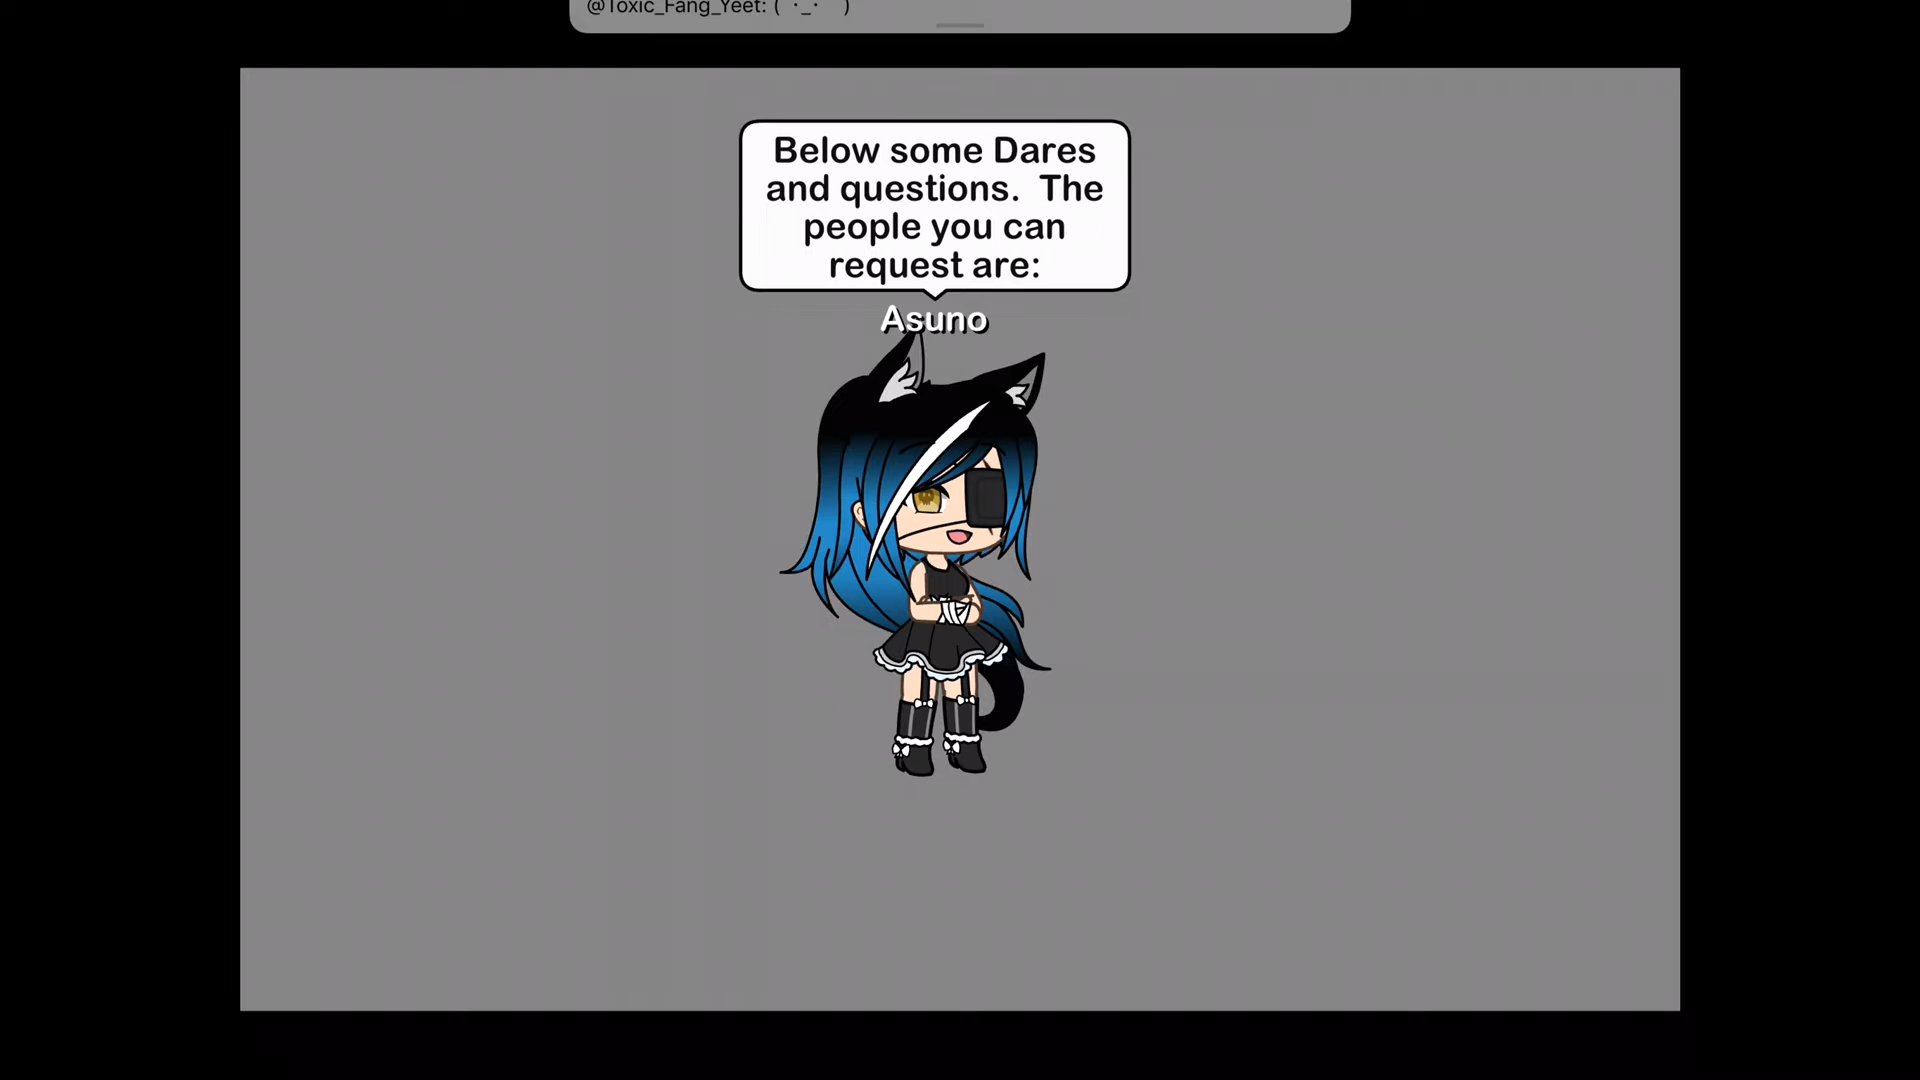 @Toxic_Fang_Yeet: ( ·_· )
Below some Dares
and questions.  The
people you can
request are:
Asuno